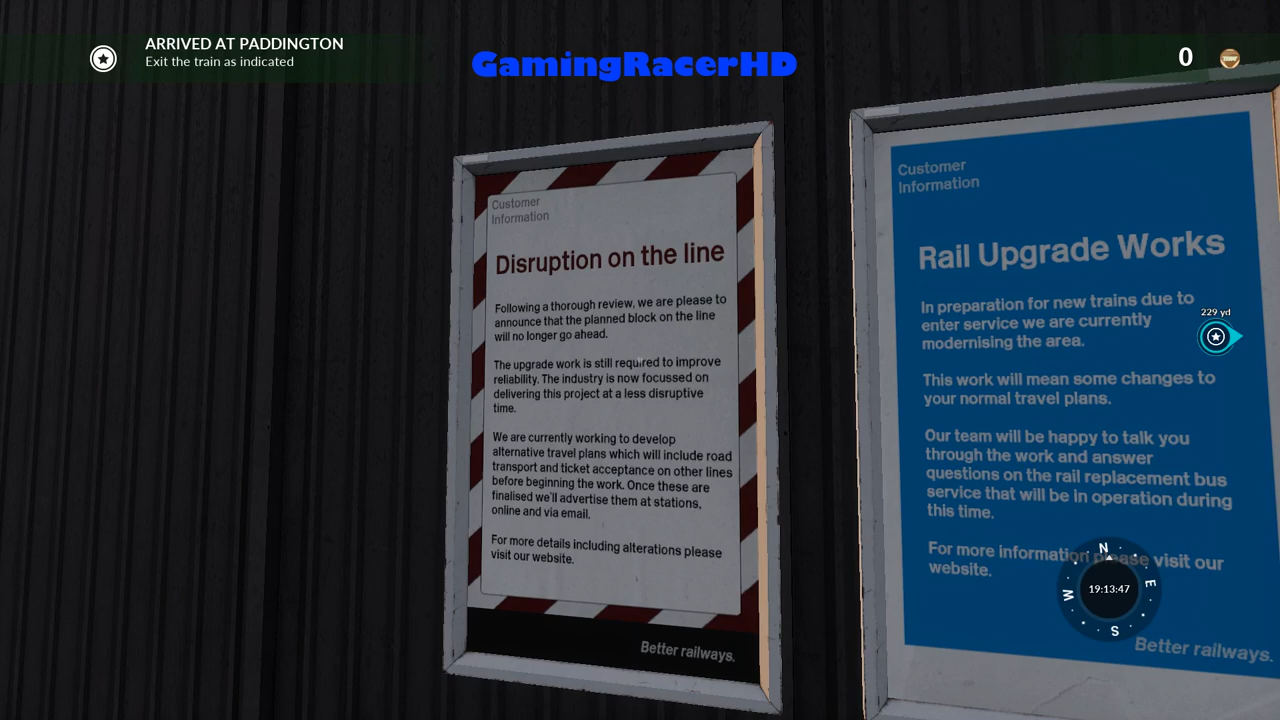 ARRIVED AT PADDINGTON
Exit the train as indicated
GamingRacerHD
0
Customer
Information
Disruption on the line
Following a thorough review, we are please to
announce that the planned block on the line
will no longer go ahead.
The upgrade work is still required to improve
reliability. The industry is now focussed on
delivering this project at a less disruptive
time.
We are currently working to develop
alternative travel plans which will include road
transport and ticket acceptance on other lines
before beginning the work. Once these are
finalised we'll advertise them at stations,
online and via email.
For more details including alterations please
visit our website.
Better railways.
Customer
Information
Rail Upgrade Works
In preparation for new trains due to
enter service we are currently
modernising the area.
This work will mean some changes to
your normal travel plans.
Our team will be happy to talk you
through the work and answer
questions on the rail replacement bus
service that will be in operation during
this time.
For more information please visit our
website.
Better railways.
229 yd
N
E
S
W
19:13:47